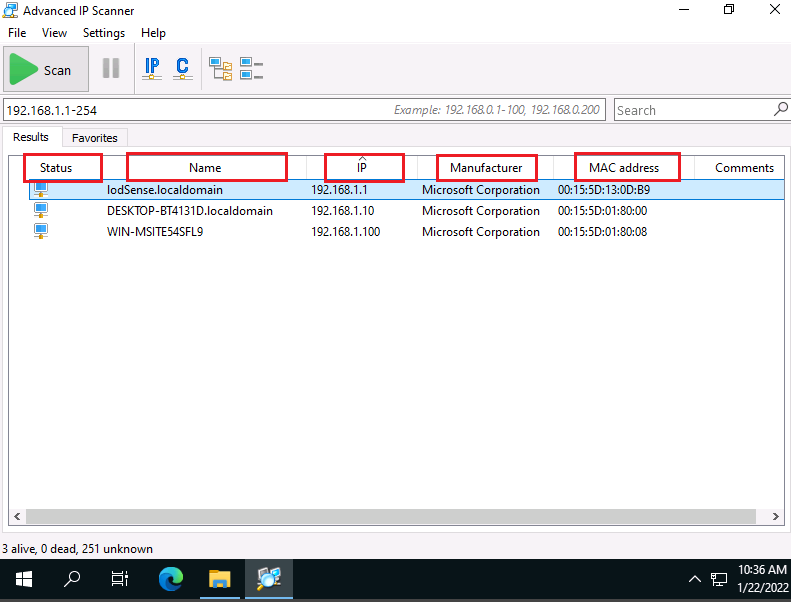 Advanced IP Scanner
File View Settings Help
Scan IP C
192.168.1.1-254 Example: 192.168.0.1-100, 192.168.0.200 Search
Results Favorites
Status Name IP Manufacturer MAC address Comments
lodSense.localdomain 192.168.1.1 Microsoft Corporation 00:15:5D:13:0D:B9
DESKTOP-BT4131D.localdomain 192.168.1.10 Microsoft Corporation 00:15:5D:01:80:00
WIN-MSITE54SFL9 192.168.1.100 Microsoft Corporation 00:15:5D:01:80:08
3 alive, 0 dead, 251 unknown
10:36 AM
1/22/2022